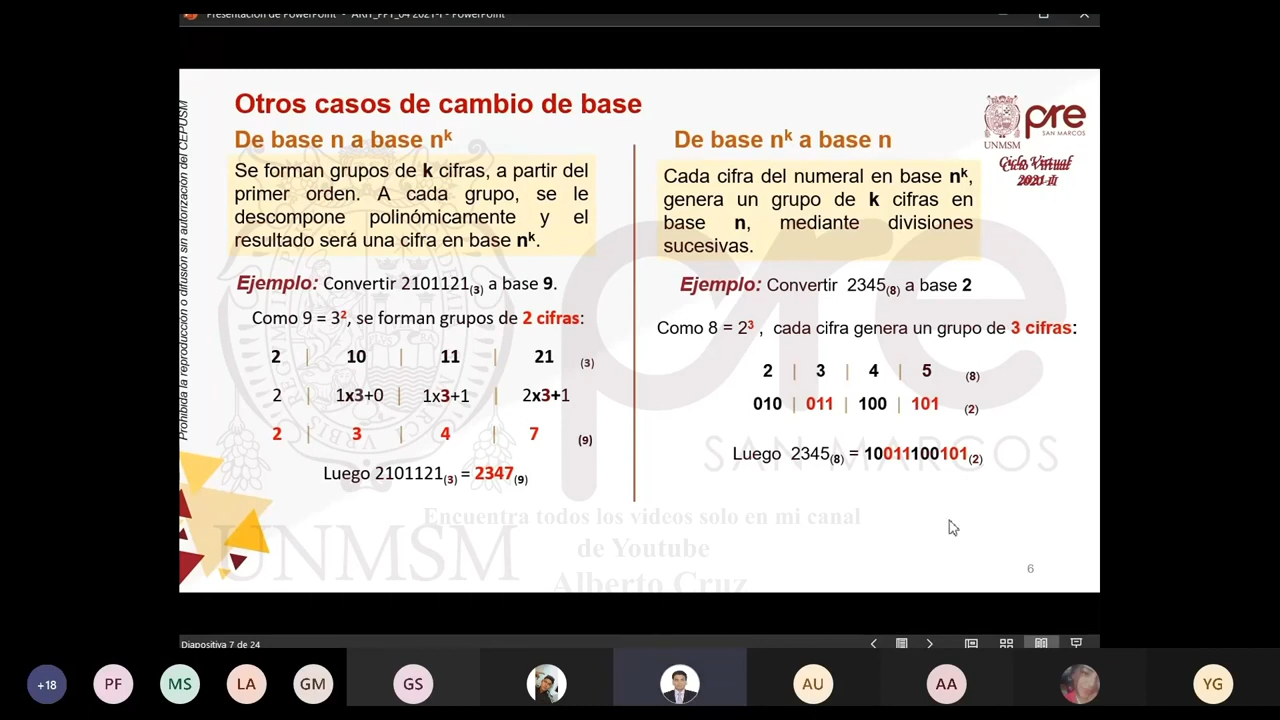 Presentación de PowerPoint - ARIT_PPT_04 2021-I - PowerPoint
Prohibida la reproducción o difusión sin autorización del CEPUSM
Otros casos de cambio de base
De base n a base nᵏ
Se forman grupos de k cifras, a partir del
primer orden. A cada grupo, se le
descompone polinómicamente y el
resultado será una cifra en base nᵏ.
Ejemplo: Convertir 2101121₍₃₎ a base 9.
Como 9 = 3², se forman grupos de 2 cifras:
2 | 10 | 11 | 21 (3)
2 | 1x3+0 | 1x3+1 | 2x3+1
2 | 3 | 4 | 7 (9)
Luego 2101121₍₃₎ = 2347₍₉₎
De base nᵏ a base n
Cada cifra del numeral en base nᵏ,
genera un grupo de k cifras en
base n, mediante divisiones
sucesivas.
Ejemplo: Convertir 2345₍₈₎ a base 2
Como 8 = 2³ , cada cifra genera un grupo de 3 cifras:
2 | 3 | 4 | 5 (8)
010 | 011 | 100 | 101 (2)
Luego 2345₍₈₎ = 10011100101₍₂₎
UNMSM
pre
SAN MARCOS
Ciclo Virtual
2021-II
pre
SAN MARCOS
UNMSM
Encuentra todos los videos solo en mi canal
de Youtube
Alberto Cruz
6
Diapositiva 7 de 24
+18
PF
MS
LA
GM
GS
AU
AA
YG